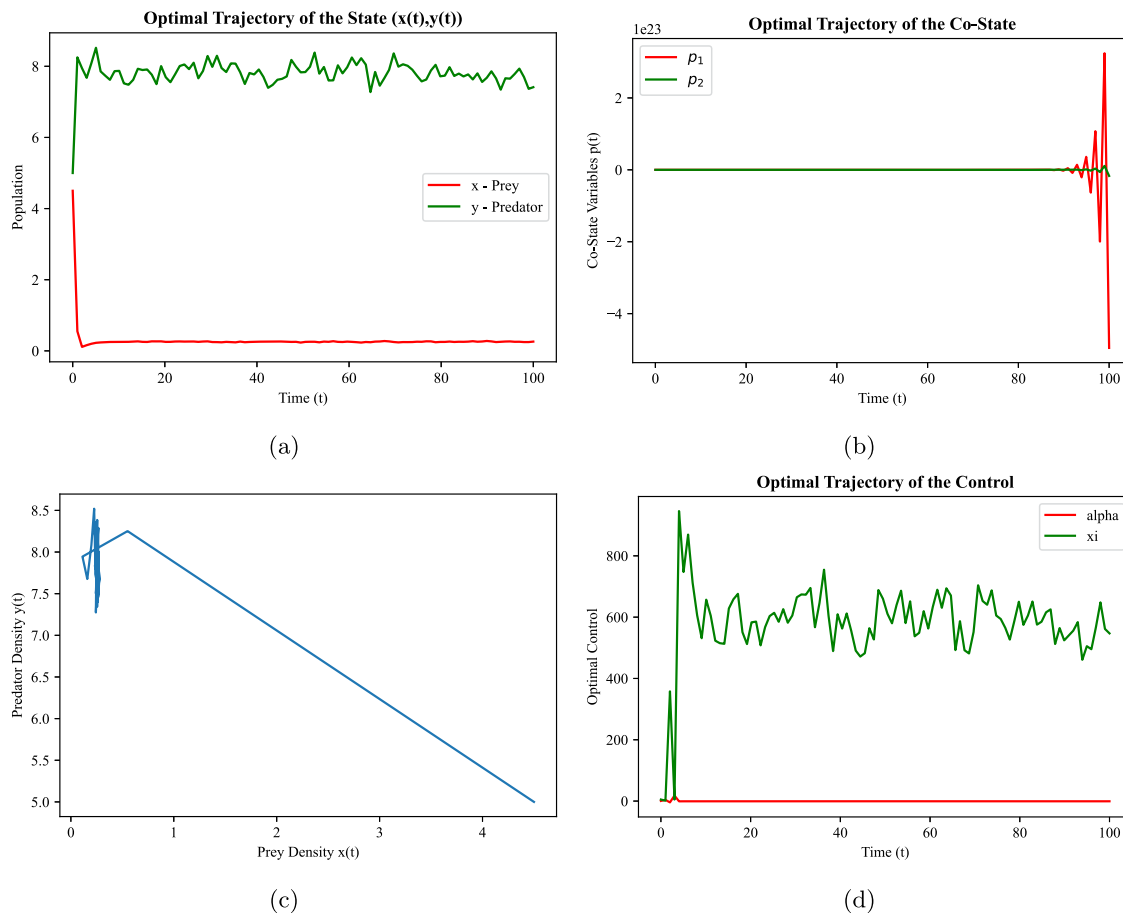 Optimal Trajectory of the State (x(t),y(t))
8
6
4
2
0
Population
x - Prey
y - Predator
0 20 40 60 80 100
Time (t)
(a)
Optimal Trajectory of the Co-State
1e23
2
0
−2
−4
Co-State Variables p(t)
p₁
p₂
0 20 40 60 80 100
Time (t)
(b)
8.5
8.0
7.5
7.0
6.5
6.0
5.5
5.0
Predator Density y(t)
0 1 2 3 4
Prey Density x(t)
(c)
Optimal Trajectory of the Control
800
600
400
200
0
Optimal Control
alpha
xi
0 20 40 60 80 100
Time (t)
(d)